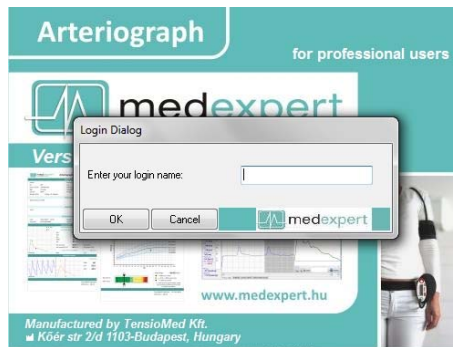 Arteriograph
for professional users
medexpert
Login Dialog
Vers
Enter your login name:
OK
Cancel
medexpert
www.medexpert.hu
Manufactured by TensioMed Kft.
Kőér str 2/d 1103-Budapest, Hungary